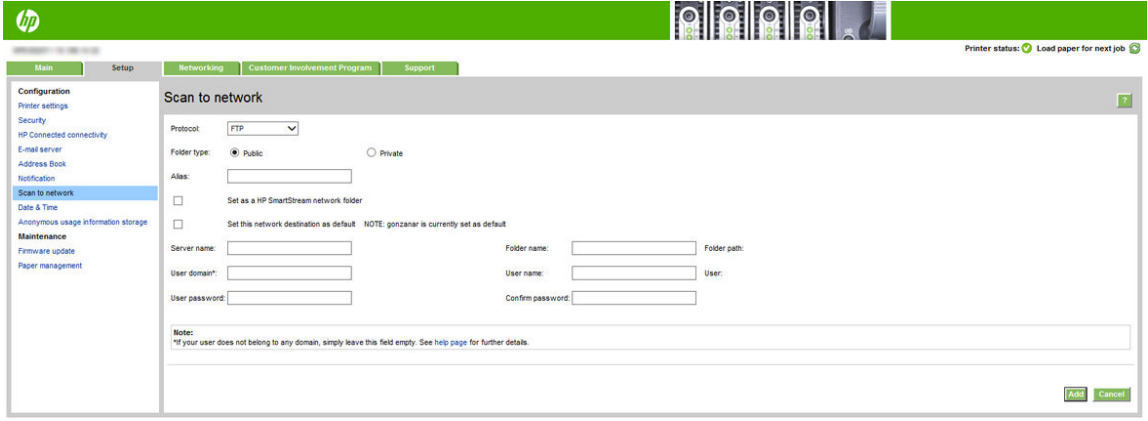 hp
Printer status: Load paper for next job
Main Setup Networking Customer Involvement Program Support
Configuration
Printer settings
Security
HP Connected connectivity
E-mail server
Address Book
Notification
Scan to network
Date & Time
Anonymous usage information storage
Maintenance
Firmware update
Paper management
Scan to network ?
Protocol: FTP
Folder type: Public Private
Alias:
Set as a HP SmartStream network folder
Set this network destination as default NOTE: gonzanar is currently set as default
Server name: Folder name: Folder path:
User domain*: User name: User:
User password: Confirm password:
Note:
*If your user does not belong to any domain, simply leave this field empty. See help page for further details.
Add Cancel